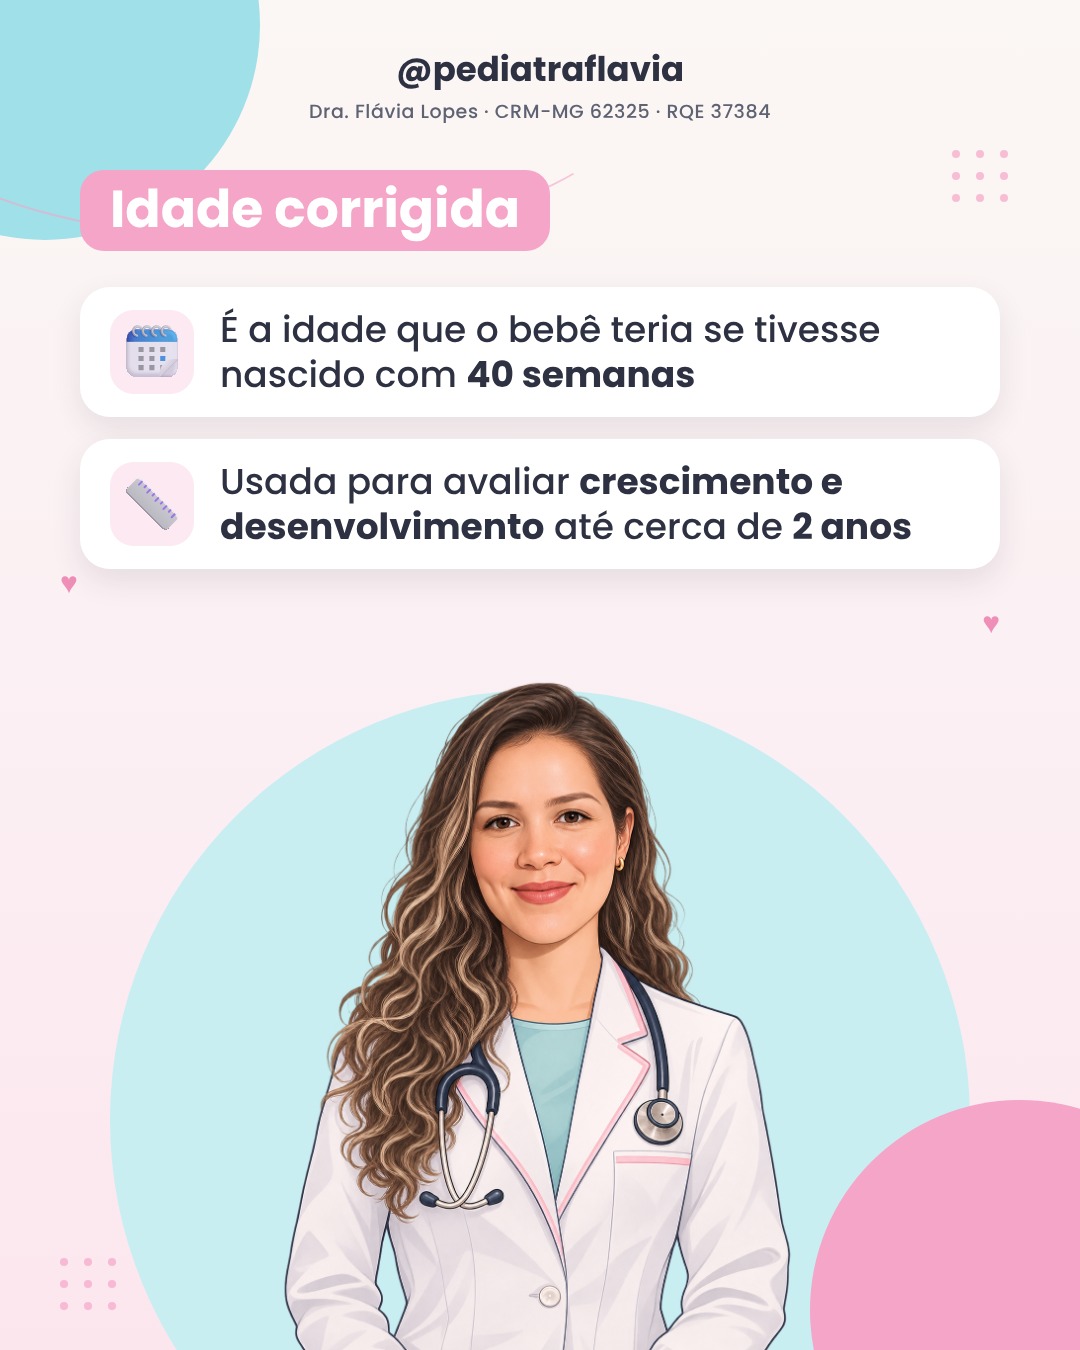 @pediatraflavia
Dra. Flávia Lopes · CRM-MG 62325 · RQE 37384
Idade corrigida
É a idade que o bebê teria se tivesse
nascido com 40 semanas
Usada para avaliar crescimento e
desenvolvimento até cerca de 2 anos